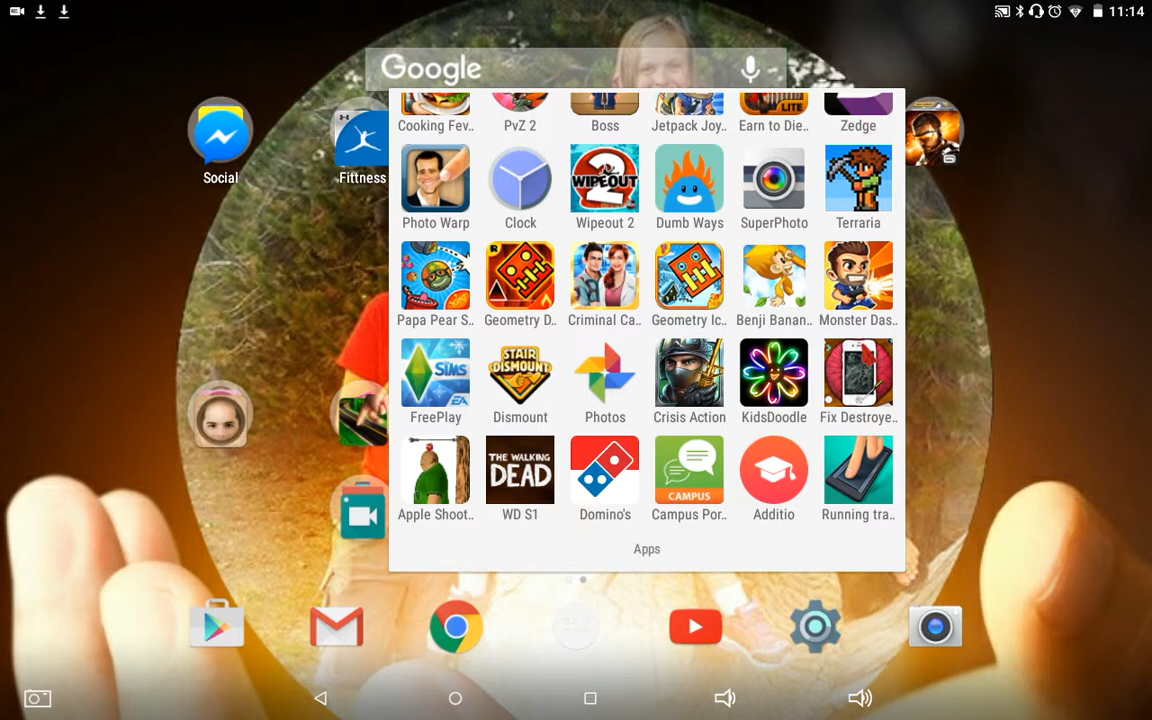 11:14
Google
Cooking Fev..
PvZ 2
Boss
Jetpack Joy..
LITE
Earn to Die..
Zedge
Social
Fittness
WIPEOUT
2
Photo Warp
Clock
Wipeout 2
Dumb Ways
SuperPhoto
Terraria
R
Papa Pear S..
Geometry D..
Criminal Ca..
Geometry Ic..
Benji Banan..
Monster Das..
SIMS
EA
STAIR
DISMOUNT
FreePlay
Dismount
Photos
Crisis Action
KidsDoodle
Fix Destroye..
THE WALKING
DEAD
CAMPUS
Apple Shoot..
WD S1
Domino's
Campus Por..
Additio
Running tra..
Apps